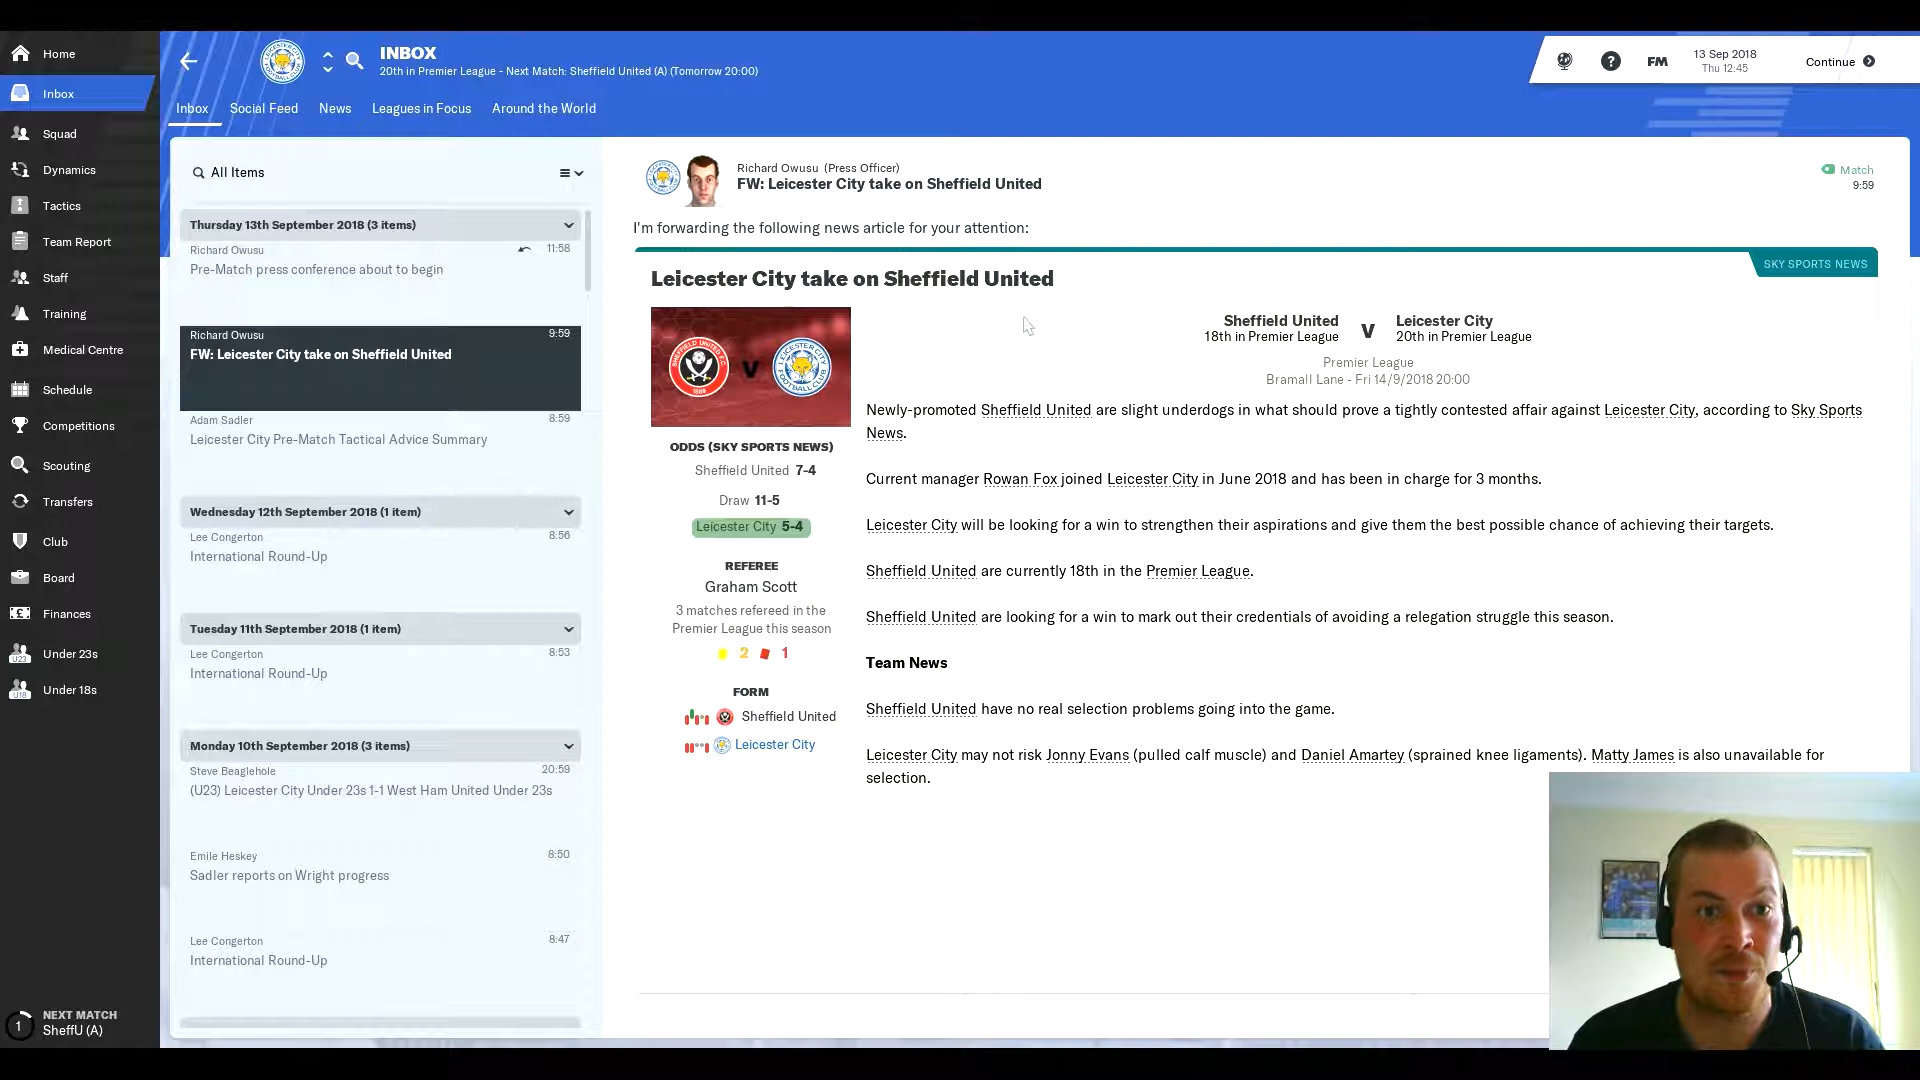 Home
Inbox
Squad
Dynamics
Tactics
Team Report
Staff
Training
Medical Centre
Schedule
Competitions
Scouting
Transfers
Club
Board
Finances
U23
Under 23s
U18
Under 18s
1
NEXT MATCH
SheffU (A)
INBOX
20th in Premier League - Next Match: Sheffield United (A) (Tomorrow 20:00)
?
FM
13 Sep 2018
Thu 12:45
Continue
Inbox
Social Feed
News
Leagues in Focus
Around the World
All Items
Thursday 13th September 2018 (3 items)
Richard Owusu
11:58
Pre-Match press conference about to begin
Richard Owusu
9:59
FW: Leicester City take on Sheffield United
Adam Sadler
8:59
Leicester City Pre-Match Tactical Advice Summary
Wednesday 12th September 2018 (1 item)
Lee Congerton
8:56
International Round-Up
Tuesday 11th September 2018 (1 item)
Lee Congerton
8:53
International Round-Up
Monday 10th September 2018 (3 items)
Steve Beaglehole
20:59
(U23) Leicester City Under 23s 1-1 West Ham United Under 23s
Emile Heskey
8:50
Sadler reports on Wright progress
Lee Congerton
8:47
International Round-Up
Richard Owusu (Press Officer)
FW: Leicester City take on Sheffield United
Match
9:59
I'm forwarding the following news article for your attention:
SKY SPORTS NEWS
Leicester City take on Sheffield United
V
ODDS (SKY SPORTS NEWS)
Sheffield United 7-4
Draw 11-5
Leicester City 5-4
REFEREE
Graham Scott
3 matches refereed in the
Premier League this season
2 1
FORM
Sheffield United
Leicester City
Sheffield United V Leicester City
18th in Premier League 20th in Premier League
Premier League
Bramall Lane - Fri 14/9/2018 20:00
Newly-promoted Sheffield United are slight underdogs in what should prove a tightly contested affair against Leicester City, according to Sky Sports
News.
Current manager Rowan Fox joined Leicester City in June 2018 and has been in charge for 3 months.
Leicester City will be looking for a win to strengthen their aspirations and give them the best possible chance of achieving their targets.
Sheffield United are currently 18th in the Premier League.
Sheffield United are looking for a win to mark out their credentials of avoiding a relegation struggle this season.
Team News
Sheffield United have no real selection problems going into the game.
Leicester City may not risk Jonny Evans (pulled calf muscle) and Daniel Amartey (sprained knee ligaments). Matty James is also unavailable for
selection.